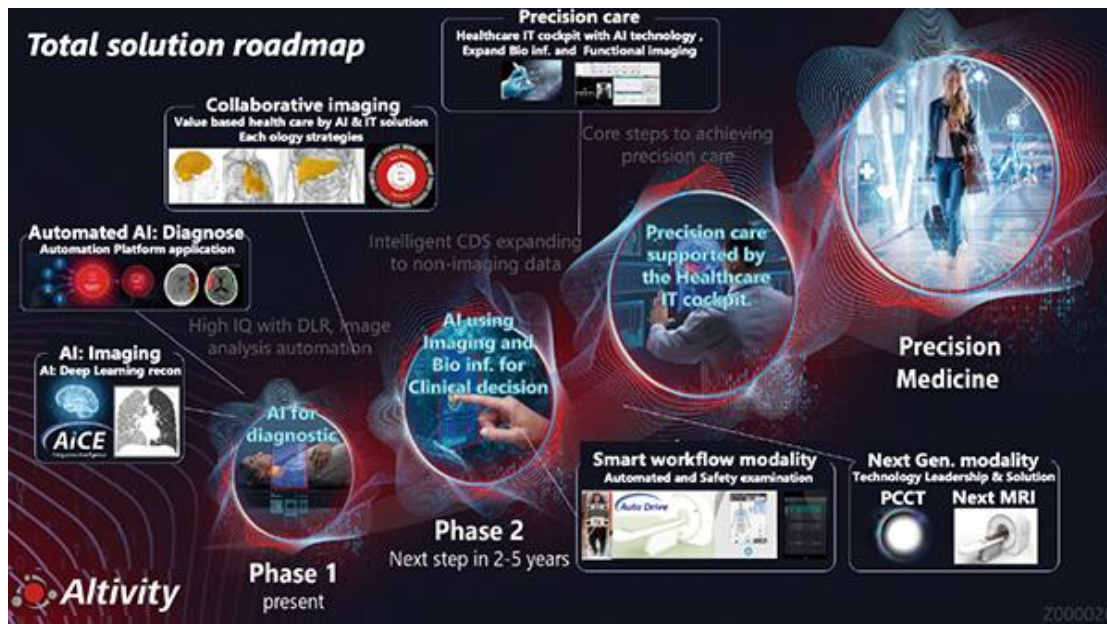 Total solution roadmap
Precision care
Healthcare IT cockpit with AI technology ,
Expand Bio inf. and Functional imaging
Collaborative imaging
Value based health care by AI & IT solution
Each ology strategies
Core steps to achieving
precision care
Automated AI: Diagnose
Automation Platform application
Intelligent CDS expanding
to non-imaging data
Precision care
supported by
the Healthcare
IT cockpit.
High IQ with DLR, Image
analysis automation
AI using
Imaging and
Bio inf. for
Clinical decision
Precision
Medicine
AI: Imaging
AI: Deep Learning recon
AiCE
AI for
diagnostic
Smart workflow modality
Automated and Safety examination
Auto Drive
Next Gen. modality
Technology Leadership & Solution
PCCT
Next MRI
Phase 2
Next step in 2-5 years
Phase 1
present
Altivity